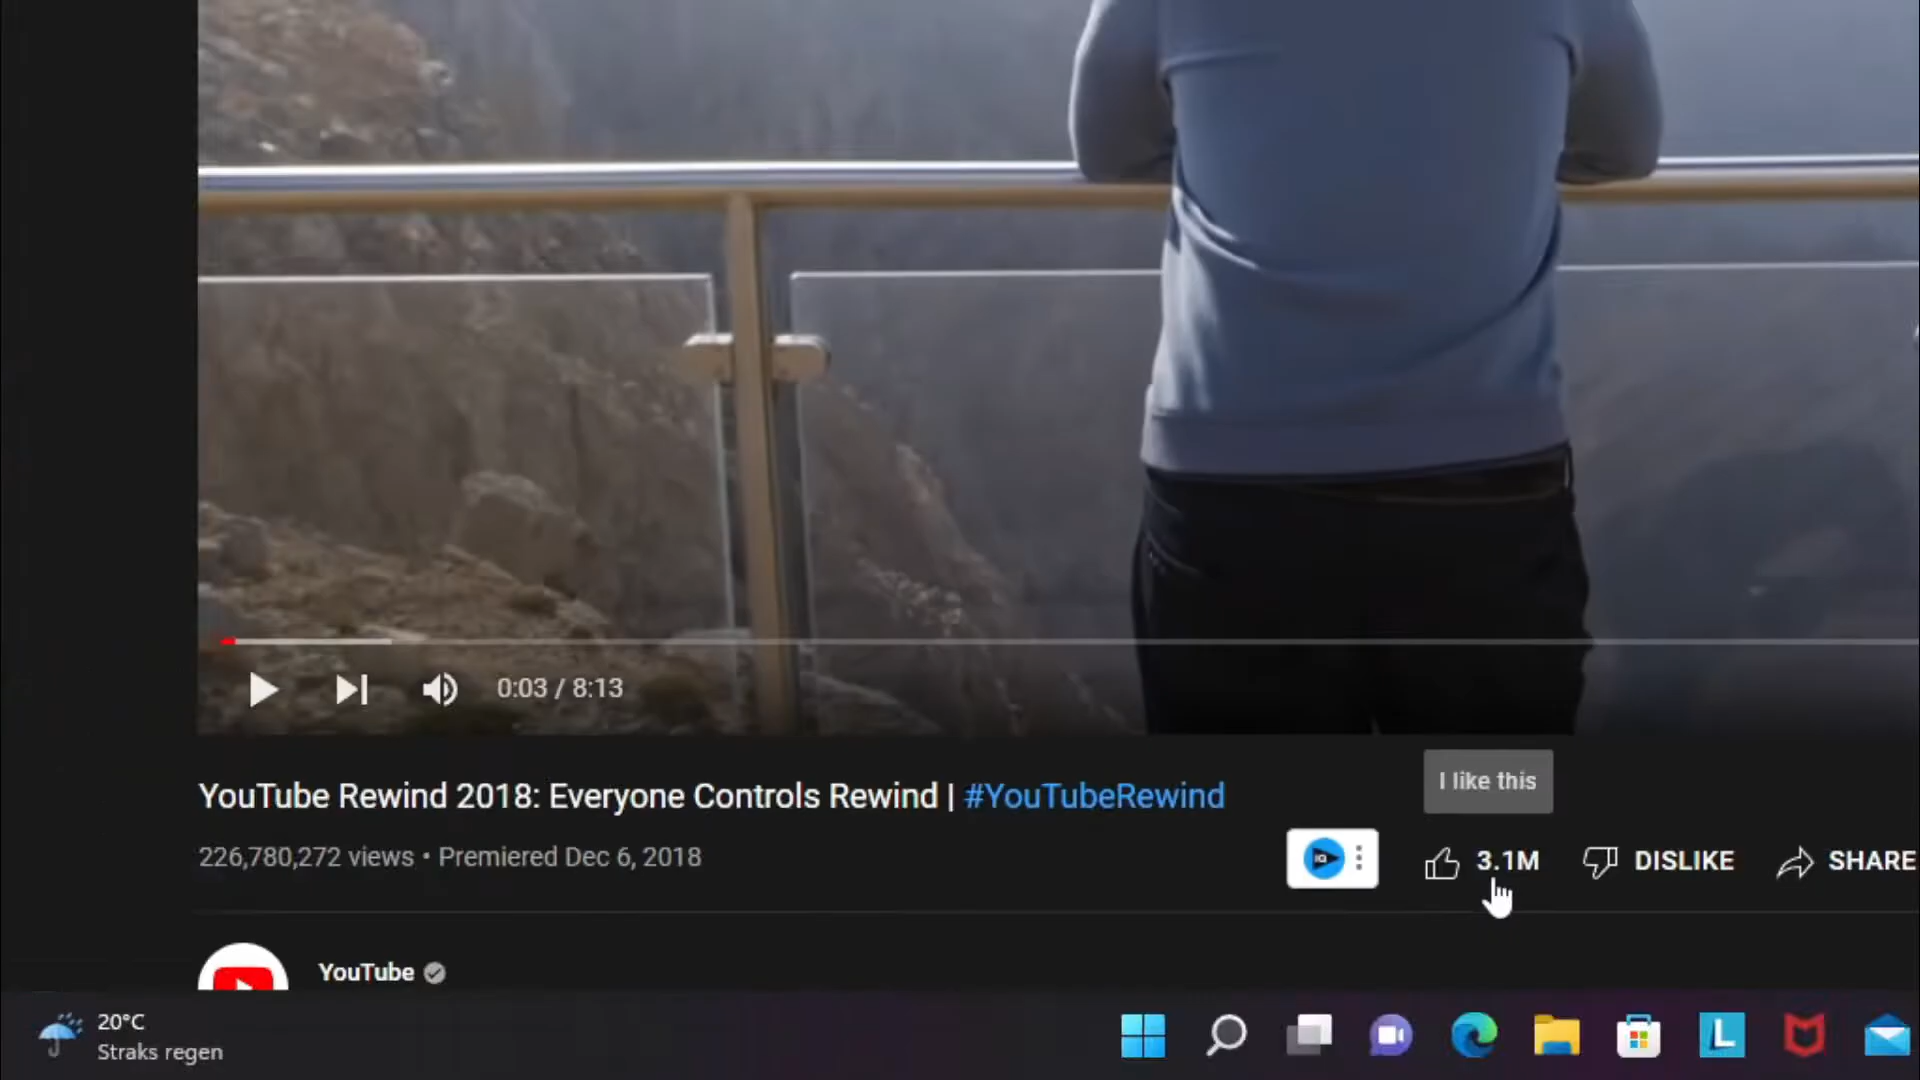 0:03 / 8:13
I like this
YouTube Rewind 2018: Everyone Controls Rewind | #YouTubeRewind
226,780,272 views • Premiered Dec 6, 2018
IQ
3.1M
DISLIKE
SHARE
YouTube
20°C
Straks regen
L